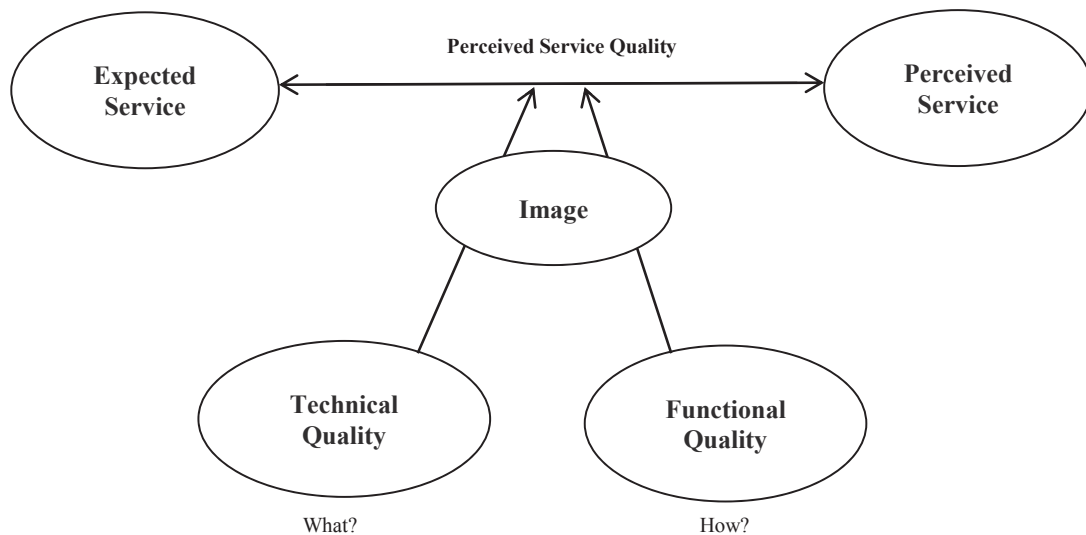 Perceived Service Quality
Expected
Service
Perceived
Service
Image
Technical
Quality
Functional
Quality
What?
How?